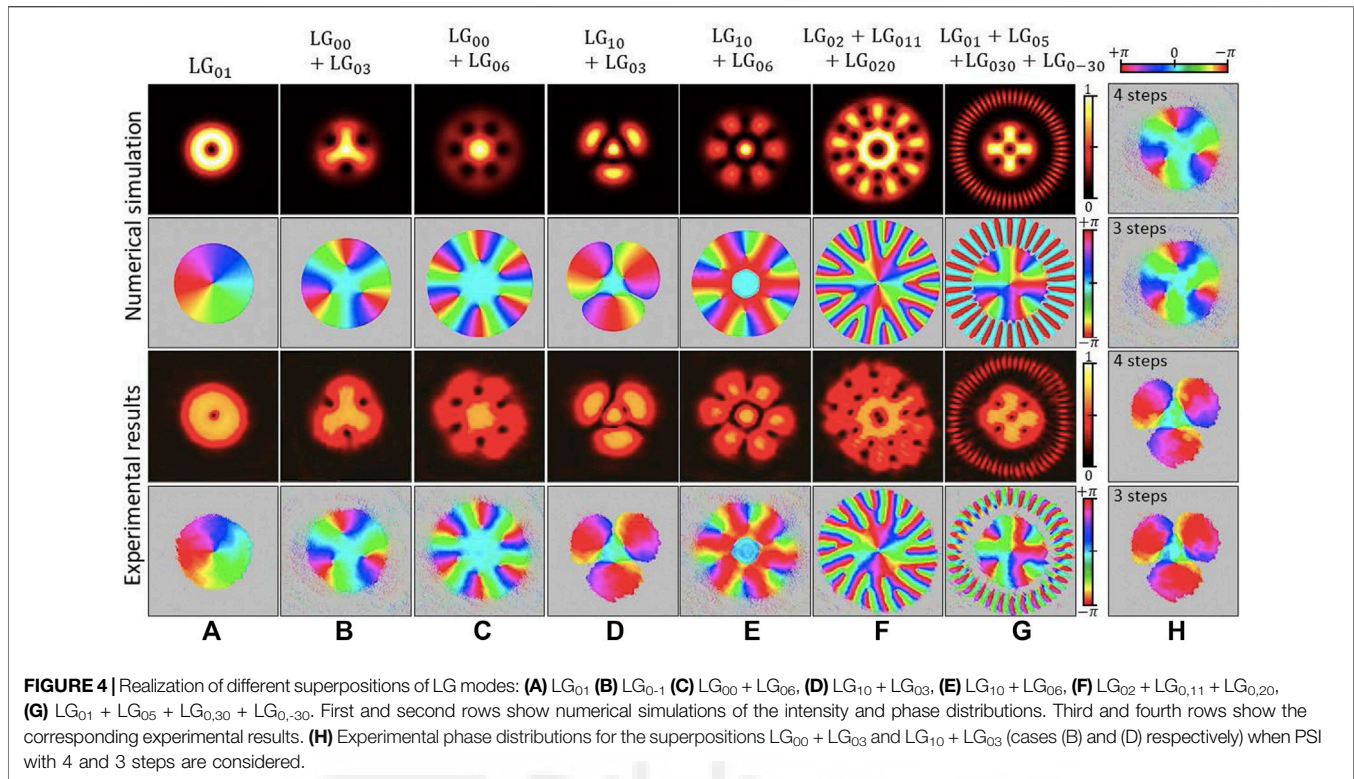 LG₀₁
LG₀₀
+ LG₀₃
LG₀₀
+ LG₀₆
LG₁₀
+ LG₀₃
LG₁₀
+ LG₀₆
LG₀₂ + LG₀₁₁
+ LG₀₂₀
LG₀₁ + LG₀₅
+LG₀₃₀ + LG₀₋₃₀
+π 0 −π
Numerical simulation
Experimental results
1
0
+π
−π
1
0
+π
−π
4 steps
3 steps
4 steps
3 steps
A B C D E F G H
FIGURE 4 | Realization of different superpositions of LG modes: (A) LG₀₁ (B) LG₀₋₁ (C) LG₀₀ + LG₀₆, (D) LG₁₀ + LG₀₃, (E) LG₁₀ + LG₀₆, (F) LG₀₂ + LG₀,₁₁ + LG₀,₂₀,
(G) LG₀₁ + LG₀₅ + LG₀,₃₀ + LG₀,₋₃₀. First and second rows show numerical simulations of the intensity and phase distributions. Third and fourth rows show the
corresponding experimental results. (H) Experimental phase distributions for the superpositions LG₀₀ + LG₀₃ and LG₁₀ + LG₀₃ (cases (B) and (D) respectively) when PSI
with 4 and 3 steps are considered.